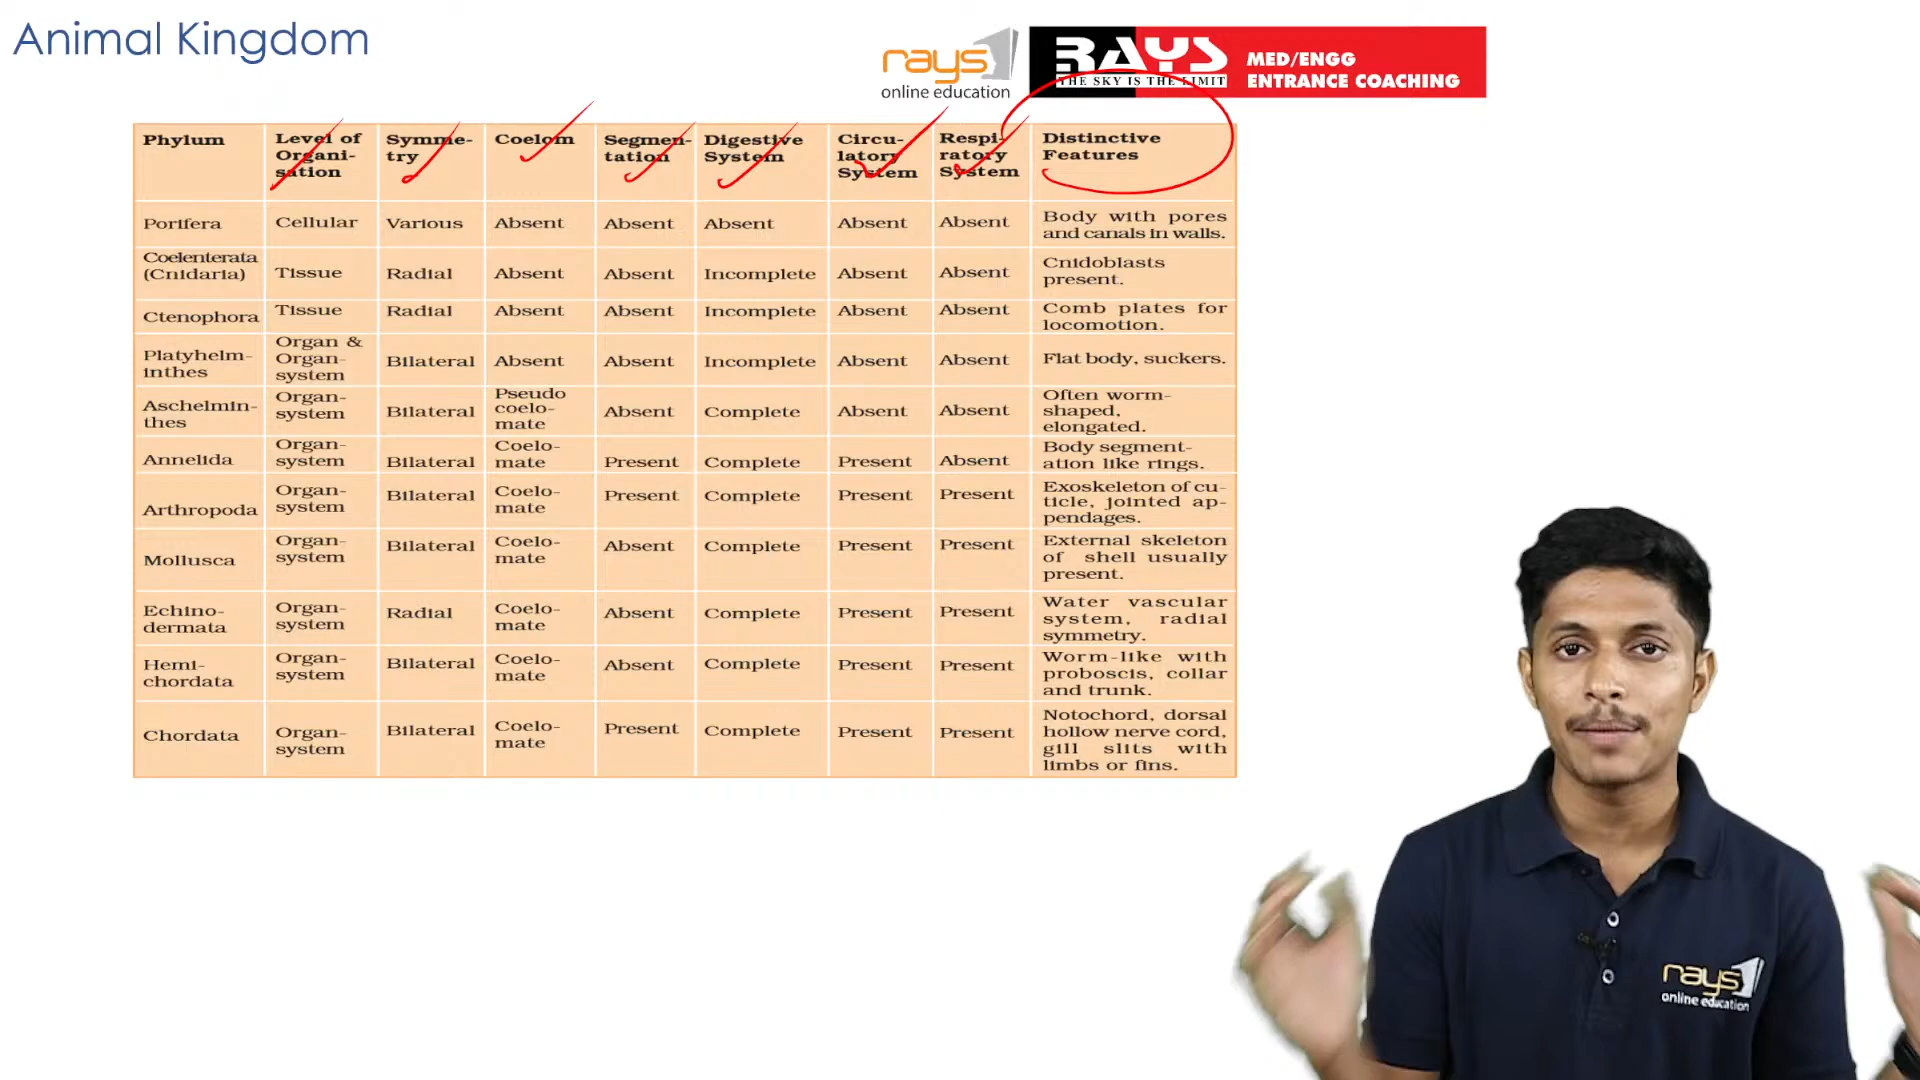 Animal Kingdom
rays
online education
RAYS
THE SKY IS THE LIMIT
MED/ENGG
ENTRANCE COACHING
Phylum
Level of
Organi-
sation
Symme-
try
Coelom
Segmen-
tation
Digestive
System
Circu-
latory
System
Respi-
ratory
System
Distinctive
Features
Porifera
Cellular
Various
Absent
Absent
Absent
Absent
Absent
Body with pores
and canals in walls.
Coelenterata
(Cnidaria)
Tissue
Radial
Absent
Absent
Incomplete
Absent
Absent
Cnidoblasts
present.
Ctenophora
Tissue
Radial
Absent
Absent
Incomplete
Absent
Absent
Comb plates for
locomotion.
Platyhelm-
inthes
Organ &
Organ-
system
Bilateral
Absent
Absent
Incomplete
Absent
Absent
Flat body, suckers.
Aschelmin-
thes
Organ-
system
Bilateral
Pseudo
coelo-
mate
Absent
Complete
Absent
Absent
Often worm-
shaped,
elongated.
Annelida
Organ-
system
Bilateral
Coelo-
mate
Present
Complete
Present
Absent
Body segment-
ation like rings.
Arthropoda
Organ-
system
Bilateral
Coelo-
mate
Present
Complete
Present
Present
Exoskeleton of cu-
ticle, jointed ap-
pendages.
Mollusca
Organ-
system
Bilateral
Coelo-
mate
Absent
Complete
Present
Present
External skeleton
of shell usually
present.
Echino-
dermata
Organ-
system
Radial
Coelo-
mate
Absent
Complete
Present
Present
Water vascular
system, radial
symmetry.
Hemi-
chordata
Organ-
system
Bilateral
Coelo-
mate
Absent
Complete
Present
Present
Worm-like with
proboscis, collar
and trunk.
Chordata
Organ-
system
Bilateral
Coelo-
mate
Present
Complete
Present
Present
Notochord, dorsal
hollow nerve cord,
gill slits with
limbs or fins.
rays
online education